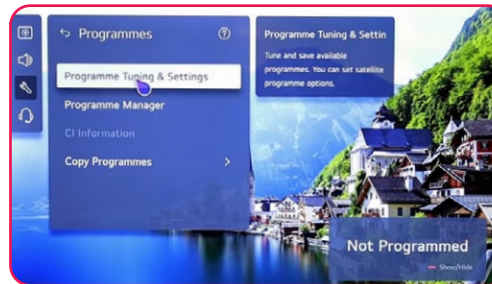 Programmes
Programme Tuning & Settings
Programme Manager
CI Information
Copy Programmes
Programme Tuning & Settin
Tune and save available
programmes. You can set satellite
programme options.
Not Programmed
Show/Hide